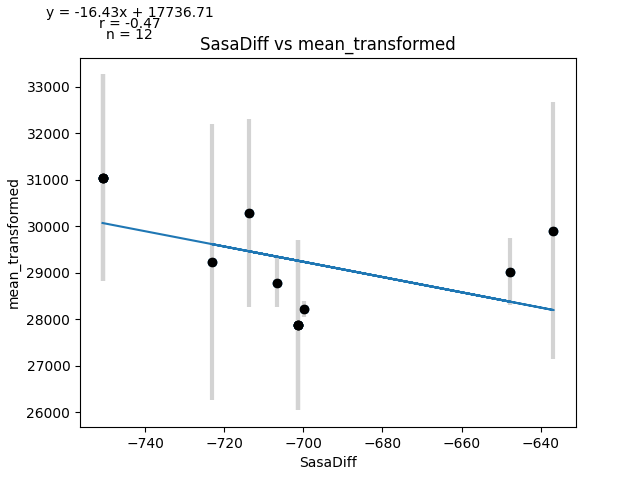 y = -16.43x + 17736.71
r = -0.47
n = 12
SasaDiff vs mean_transformed
33000
32000
31000
30000
29000
28000
27000
26000
mean_transformed
−740
−720
−700
−680
−660
−640
SasaDiff